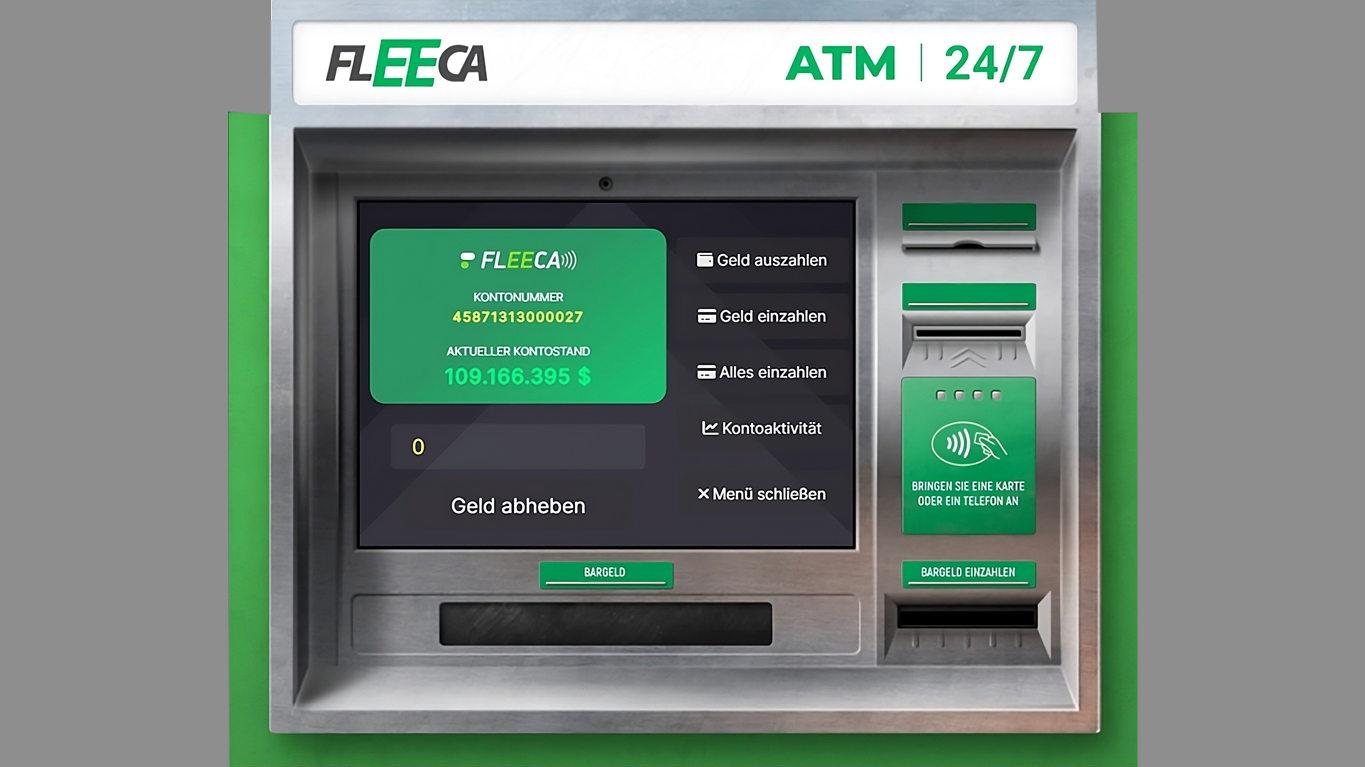 FLEECA
ATM | 24/7
FLEECA
KONTONUMMER
45871313000027
AKTUELLER KONTOSTAND
109.166.395 $
0
Geld abheben
Geld auszahlen
Geld einzahlen
Alles einzahlen
Kontoaktivität
Menü schließen
BRINGEN SIE EINE KARTE
ODER EIN TELEFON AN
BARGELD
BARGELD EINZAHLEN